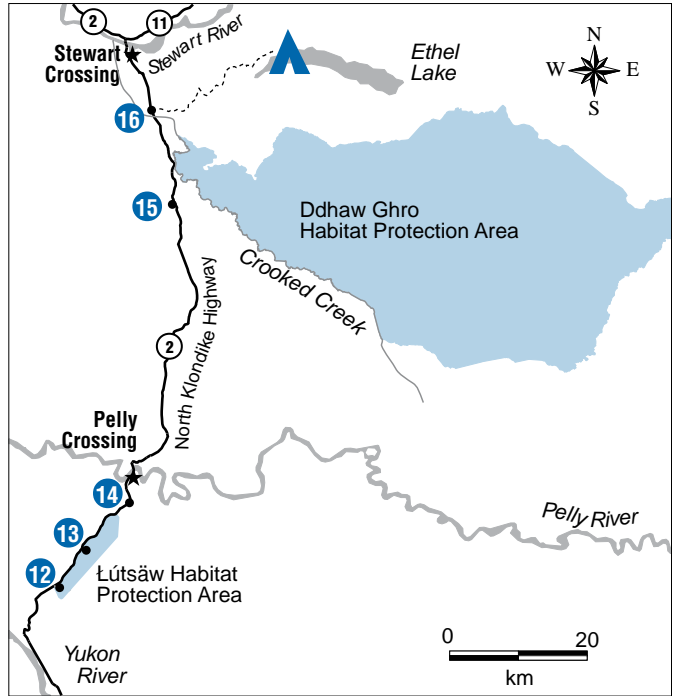 2
11
Stewart
Crossing
Stewart River
Ethel
Lake
N
W
E
S
16
15
Ddhaw Ghro
Habitat Protection Area
Crooked Creek
North Klondike Highway
2
Pelly
Crossing
14
Pelly River
13
12
Łútsäw Habitat
Protection Area
Yukon
River
0
20
km